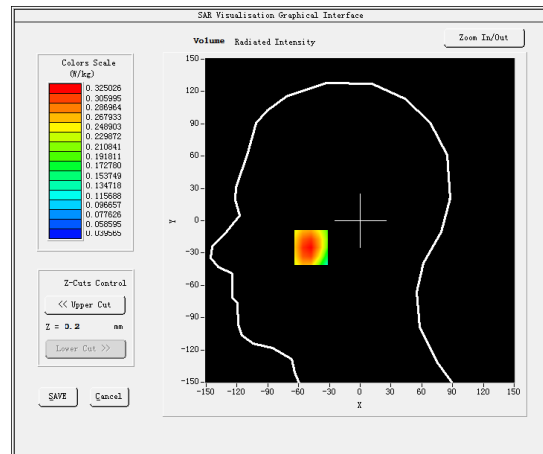 SAR Visualisation Graphical Interface
Volume Radiated Intensity
Zoom In/Out
Colors Scale
(W/kg)
0.325026
0.305995
0.286964
0.267933
0.248903
0.229872
0.210841
0.191811
0.172780
0.153749
0.134718
0.115688
0.096657
0.077626
0.058595
0.039565
Z-Cuts Control
<< Upper Cut
Z = 0.2 mm
Lower Cut >>
SAVE Cancel
150
120
90
60
30
0
-30
-60
-90
-120
-150
Y
-150 -120 -90 -60 -30 0 30 60 90 120 150
X